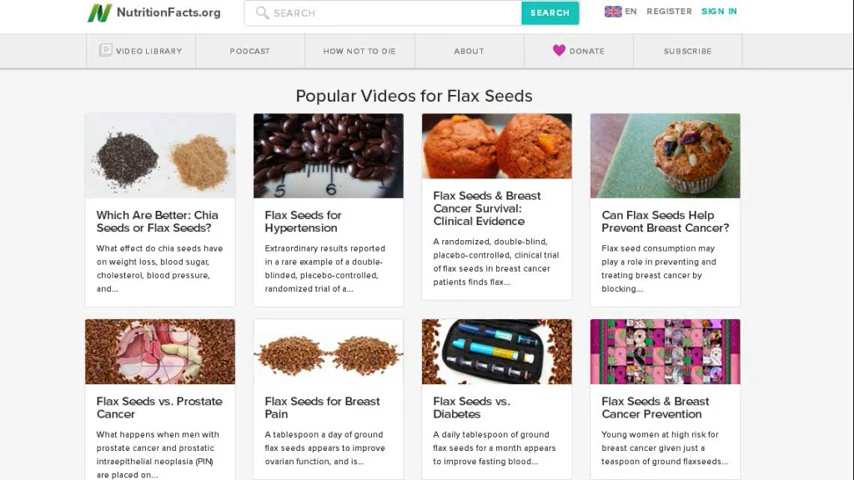 NutritionFacts.org
SEARCH
SEARCH
EN REGISTER SIGN IN
VIDEO LIBRARY
PODCAST
HOW NOT TO DIE
ABOUT
DONATE
SUBSCRIBE
Popular Videos for Flax Seeds
Which Are Better: Chia
Seeds or Flax Seeds?
What effect do chia seeds have
on weight loss, blood sugar,
cholesterol, blood pressure,
and...
5 6
Flax Seeds for
Hypertension
Extraordinary results reported
in a rare example of a double-
blinded, placebo-controlled,
randomized trial of a...
Flax Seeds & Breast
Cancer Survival:
Clinical Evidence
A randomized, double-blind,
placebo-controlled, clinical trial
of flax seeds in breast cancer
patients finds flax...
Can Flax Seeds Help
Prevent Breast Cancer?
Flax seed consumption may
play a role in preventing and
treating breast cancer by
blocking...
Flax Seeds vs. Prostate
Cancer
What happens when men with
prostate cancer and prostatic
intraepithelial neoplasia (PIN)
are placed on...
Flax Seeds for Breast
Pain
A tablespoon a day of ground
flax seeds appears to improve
ovarian function, and is...
Flax Seeds vs.
Diabetes
A daily tablespoon of ground
flax seeds for a month appears
to improve fasting blood...
Flax Seeds & Breast
Cancer Prevention
Young women at high risk for
breast cancer given just a
teaspoon of ground flaxseeds...